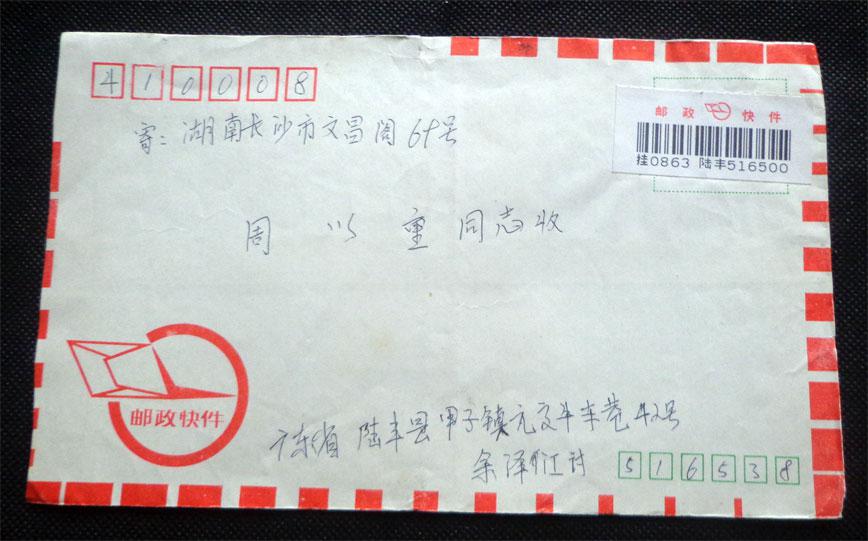 410008
寄：湖南长沙市文昌阁64号
邮政 快件
挂0863 陆丰516500
周以重同志收
邮政快件
广东省陆丰县甲子镇元交斗车巷42号
余泽江讨
516538